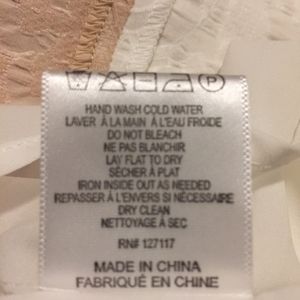 P
HAND WASH COLD WATER
LAVER À LA MAIN À L'EAU FROIDE
DO NOT BLEACH
NE PAS BLANCHIR
LAY FLAT TO DRY
SÉCHER À PLAT
IRON INSIDE OUT AS NEEDED
REPASSER À L'ENVERS SI NÉCESSAIRE
DRY CLEAN
NETTOYAGE À SEC
RN# 127117
MADE IN CHINA
FABRIQUÉ EN CHINE